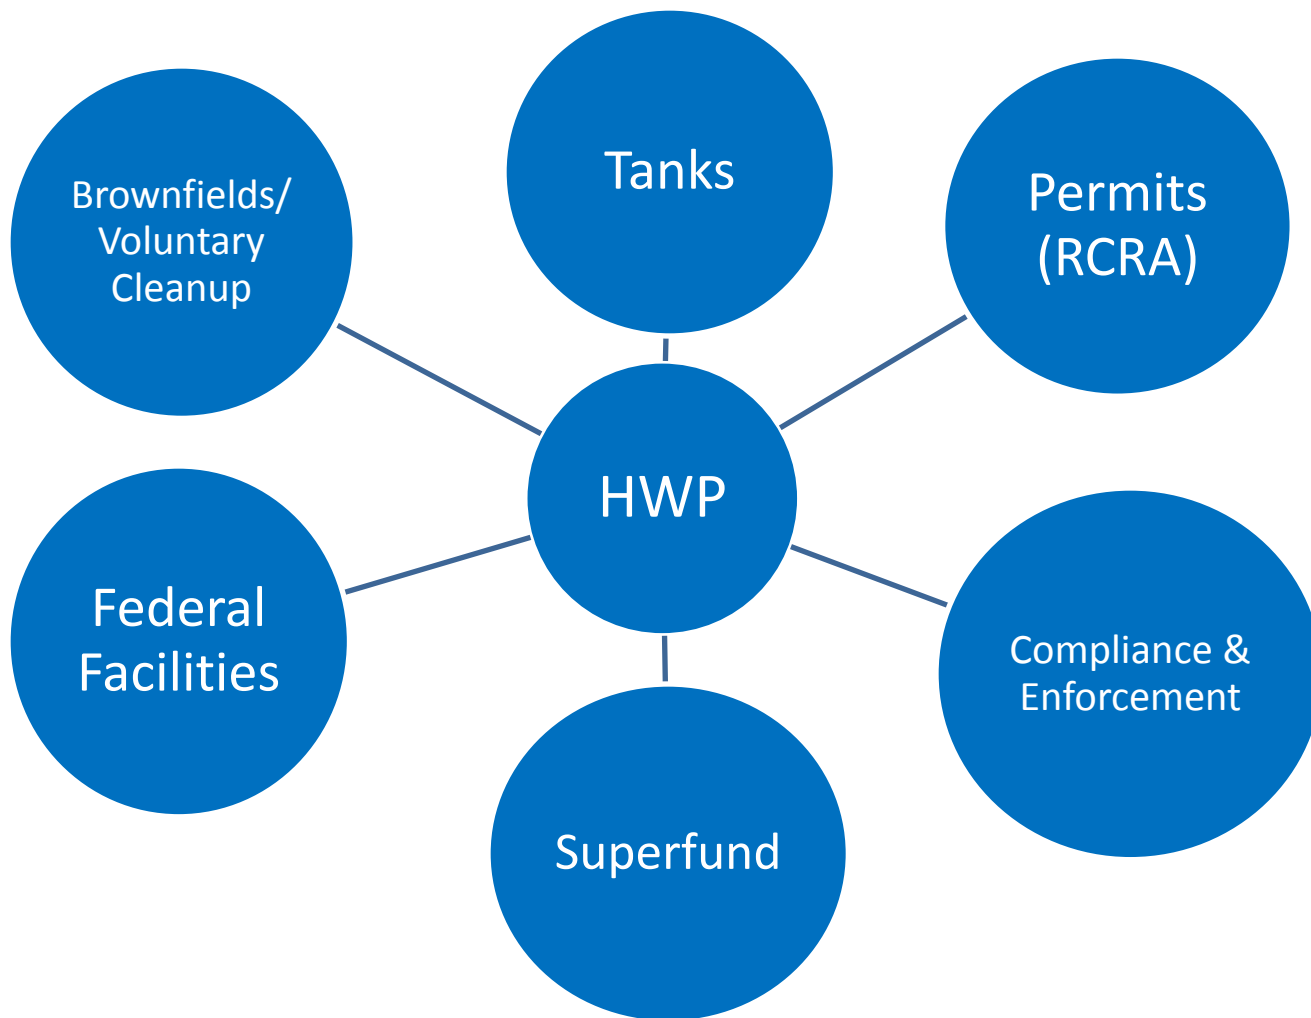 Tanks
Permits
(RCRA)
Brownfields/
Voluntary
Cleanup
HWP
Federal
Facilities
Compliance &
Enforcement
Superfund